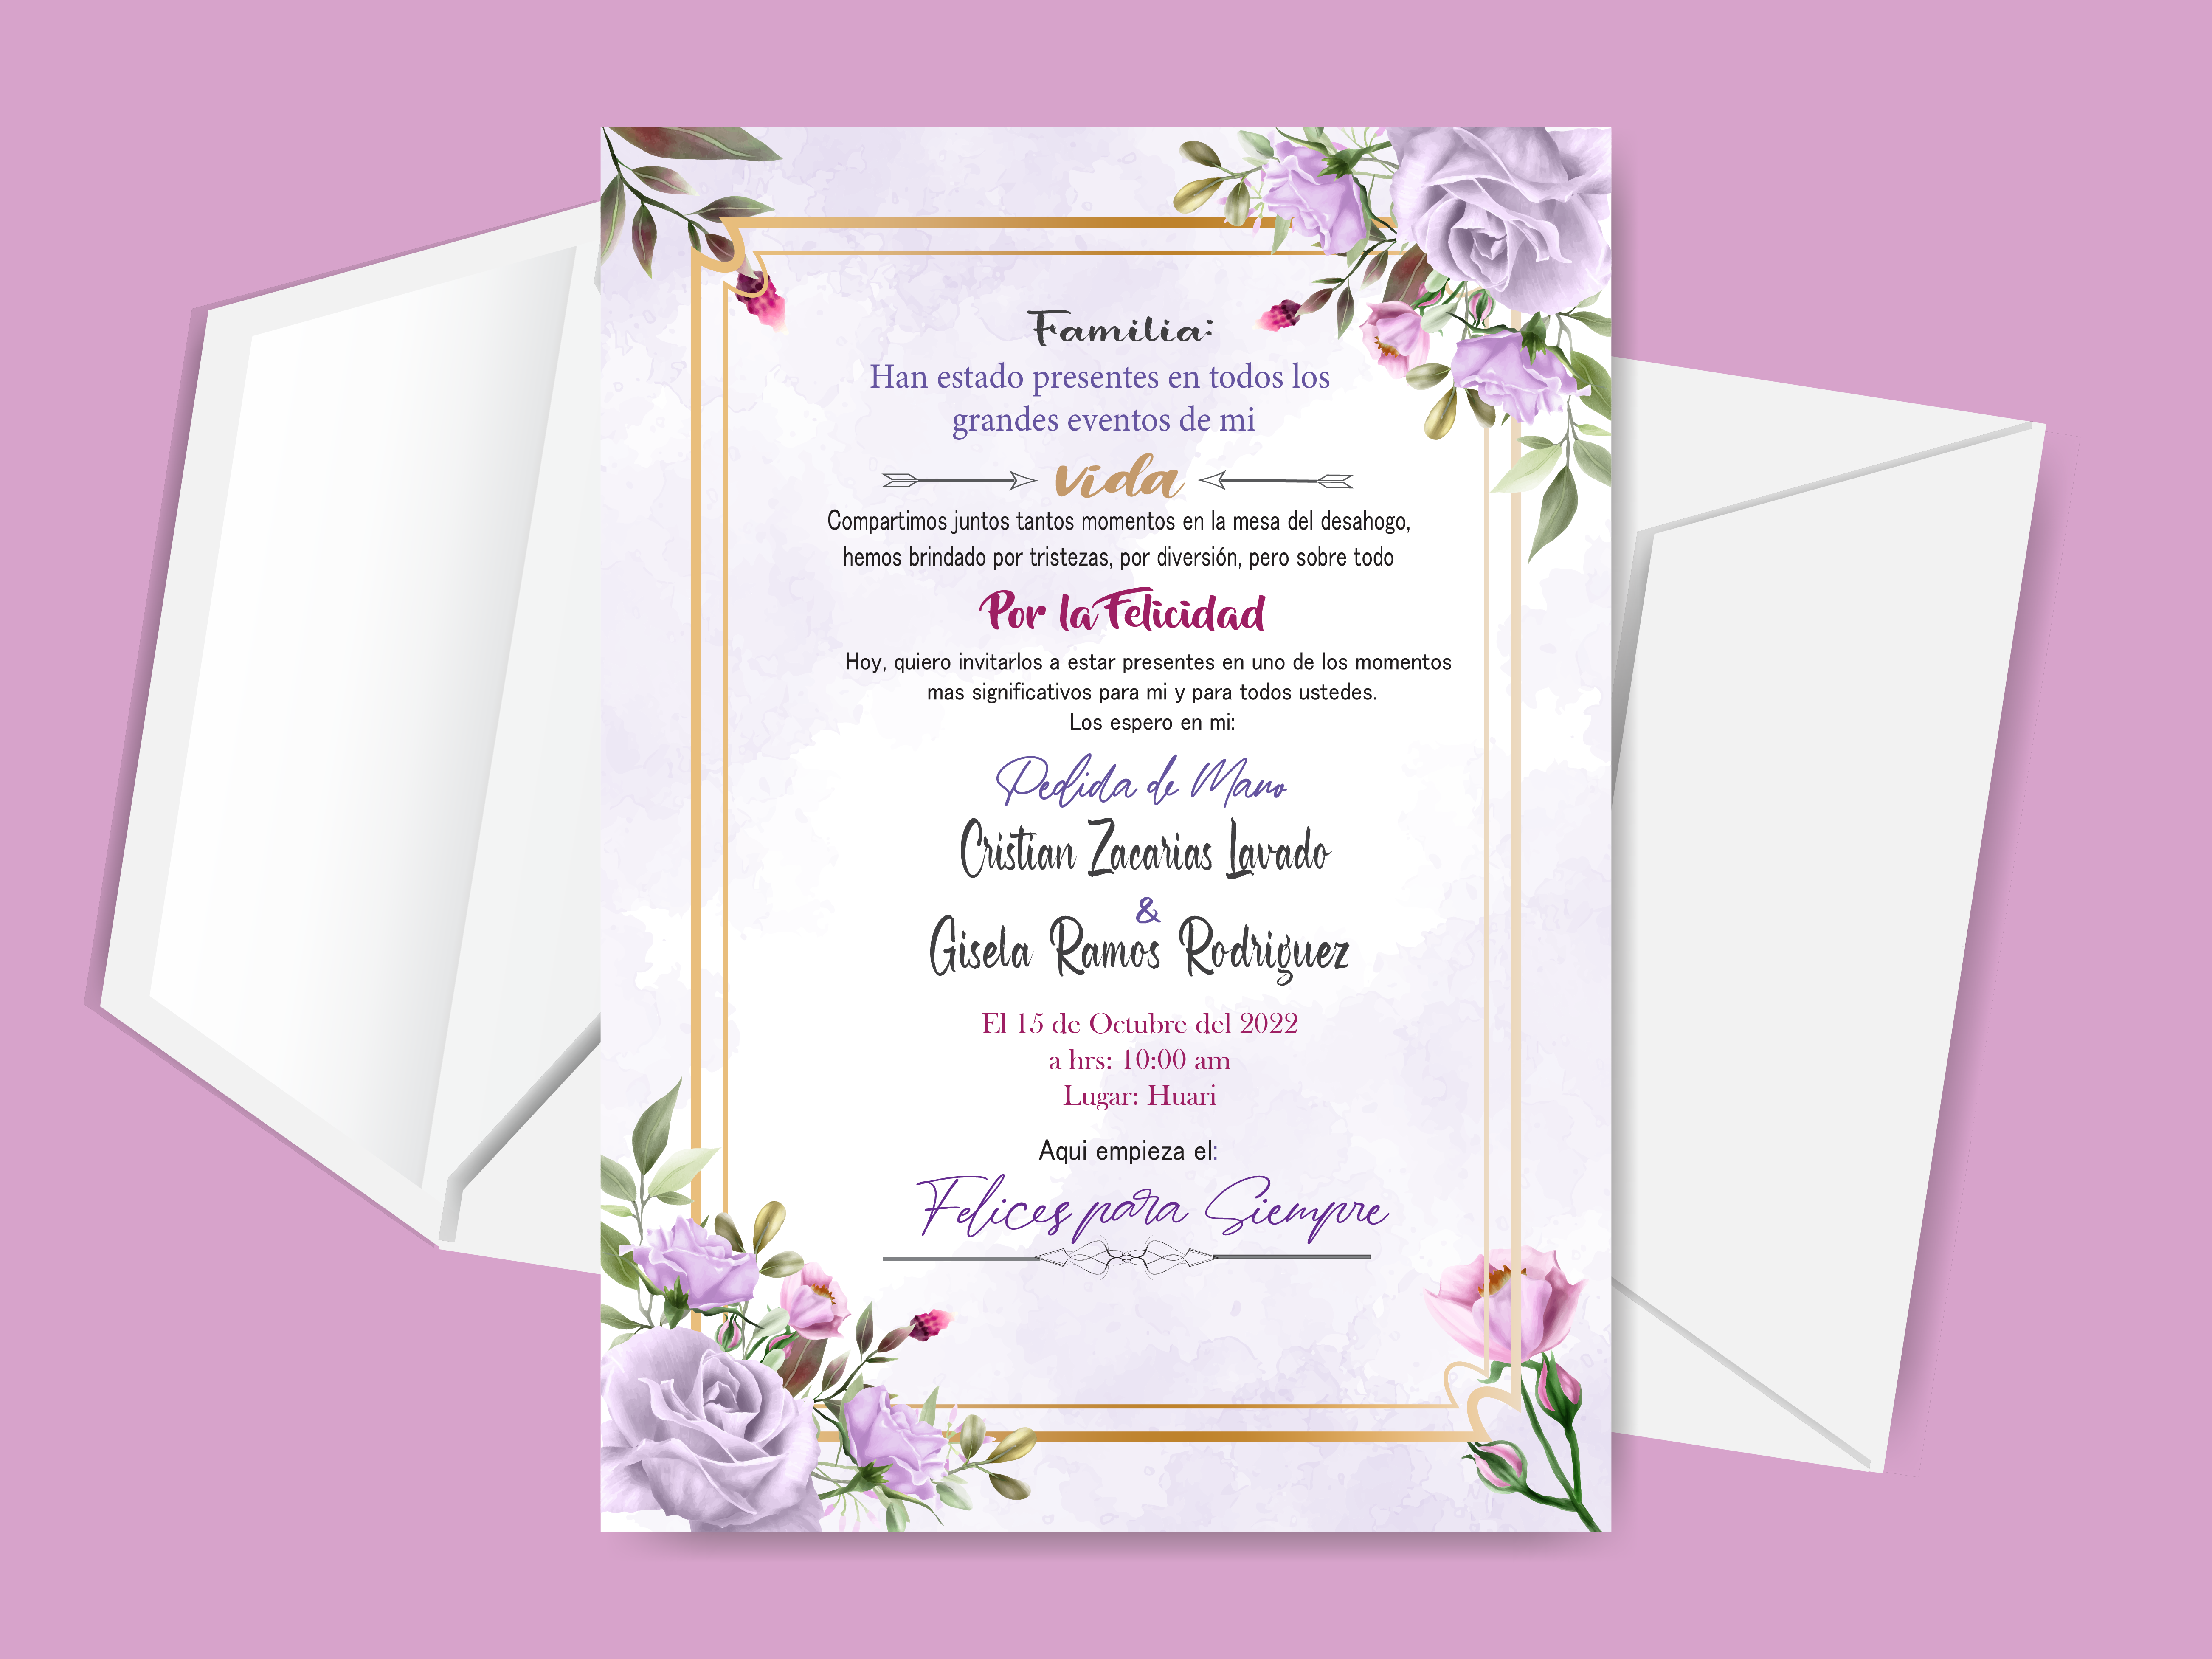 Familia:
Han estado presentes en todos los
grandes eventos de mi
vida
Compartimos juntos tantos momentos en la mesa del desahogo,
hemos brindado por tristezas, por diversión, pero sobre todo
Por la Felicidad
Hoy, quiero invitarlos a estar presentes en uno de los momentos
mas significativos para mi y para todos ustedes.
Los espero en mi:
Pedida de Mano
Cristian Zacarias Lavado
&
Gisela Ramos Rodriguez
El 15 de Octubre del 2022
a hrs: 10:00 am
Lugar: Huari
Aqui empieza el:
Felices para Siempre